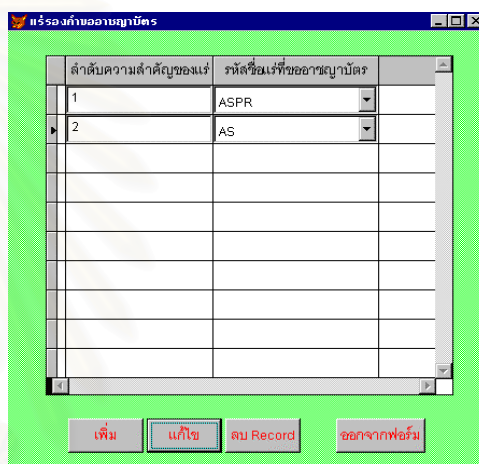 แร่รองคำขออาชญาบัตร
ลำดับความสำคัญของแร่ รหัสชื่อแร่ที่ขออาชญาบัตร
1 ASPR
2 AS
เพิ่ม แก้ไข ลบ Record ออกจากฟอร์ม